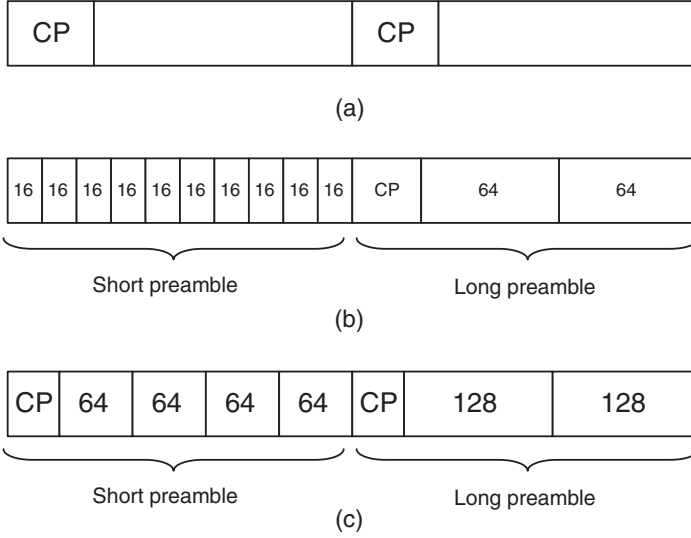 CP CP
(a)
16 16 16 16 16 16 16 16 16 16 CP 64 64
Short preamble Long preamble
(b)
CP 64 64 64 64 CP 128 128
Short preamble Long preamble
(c)